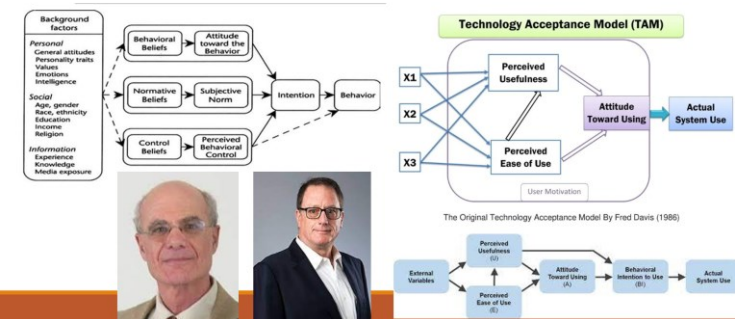 Background
factors
Personal
General attitudes
Personality traits
Values
Emotions
Intelligence
Social
Age, gender
Race, ethnicity
Education
Income
Religion
Information
Experience
Knowledge
Media exposure
Behavioral
Beliefs
Attitude
toward the
Behavior
Normative
Beliefs
Subjective
Norm
Control
Beliefs
Perceived
Behavioral
Control
Intention
Behavior
Technology Acceptance Model (TAM)
X1
X2
X3
Perceived
Usefulness
Perceived
Ease of Use
Attitude
Toward Using
Actual
System Use
User Motivation
The Original Technology Acceptance Model By Fred Davis (1986)
External
Variables
Perceived
Usefulness
(U)
Perceived
Ease of Use
(E)
Attitude
Toward Using
(A)
Behavioral
Intention to Use
(BI)
Actual
System Use